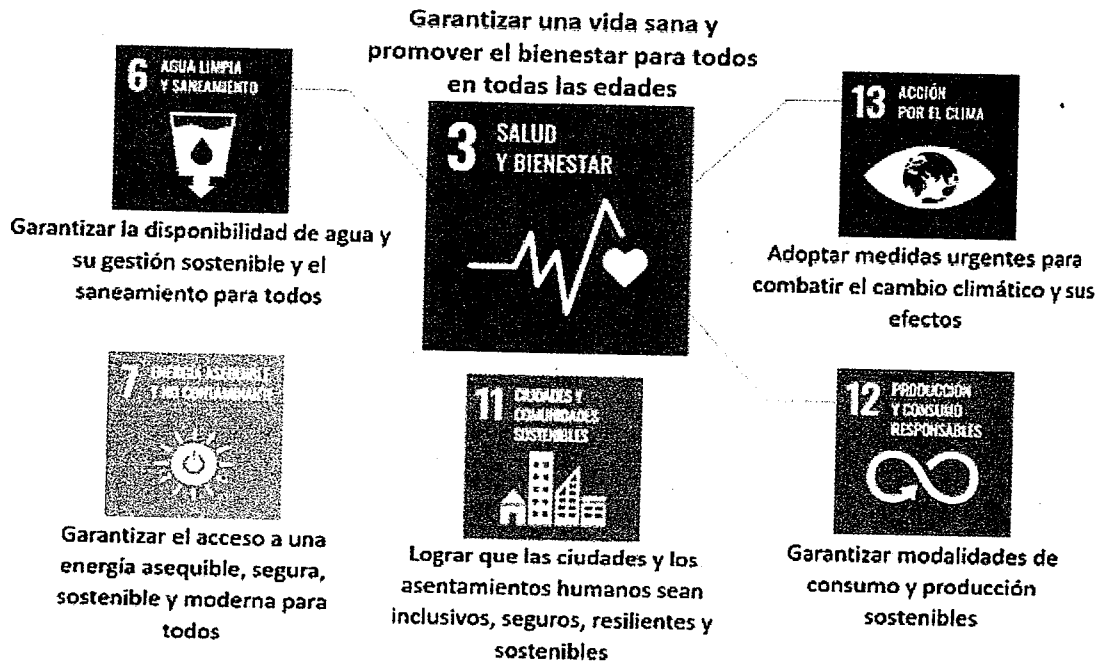 Garantizar una vida sana y
promover el bienestar para todos
en todas las edades
6 AGUA LIMPIA
Y SANEAMIENTO
Garantizar la disponibilidad de agua y
su gestión sostenible y el
saneamiento para todos
3 SALUD
Y BIENESTAR
13 ACCIÓN
POR EL CLIMA
Adoptar medidas urgentes para
combatir el cambio climático y sus
efectos
7 ENERGÍA ASEQUIBLE
Y NO CONTAMINANTE
Garantizar el acceso a una
energía asequible, segura,
sostenible y moderna para
todos
11 CIUDADES Y
COMUNIDADES
SOSTENIBLES
Lograr que las ciudades y los
asentamientos humanos sean
inclusivos, seguros, resilientes y
sostenibles
12 PRODUCCIÓN
Y CONSUMO
RESPONSABLES
Garantizar modalidades de
consumo y producción
sostenibles